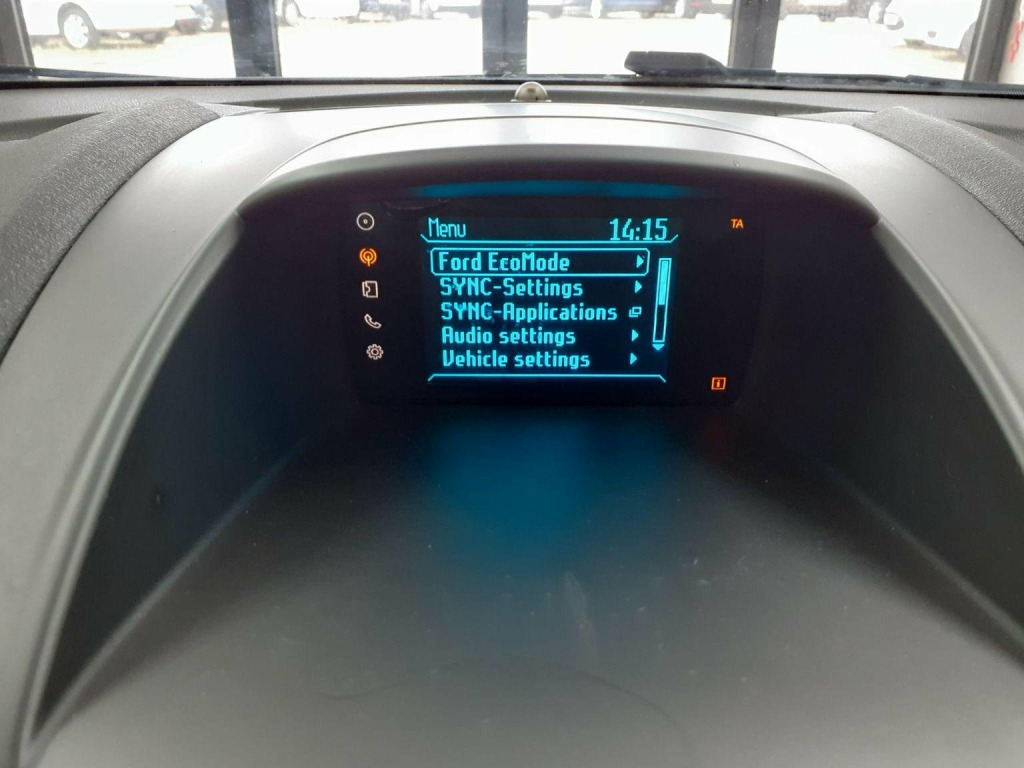 Menu 14:15 TA
Ford EcoMode
SYNC-Settings
SYNC-Applications
Audio settings
Vehicle settings
i